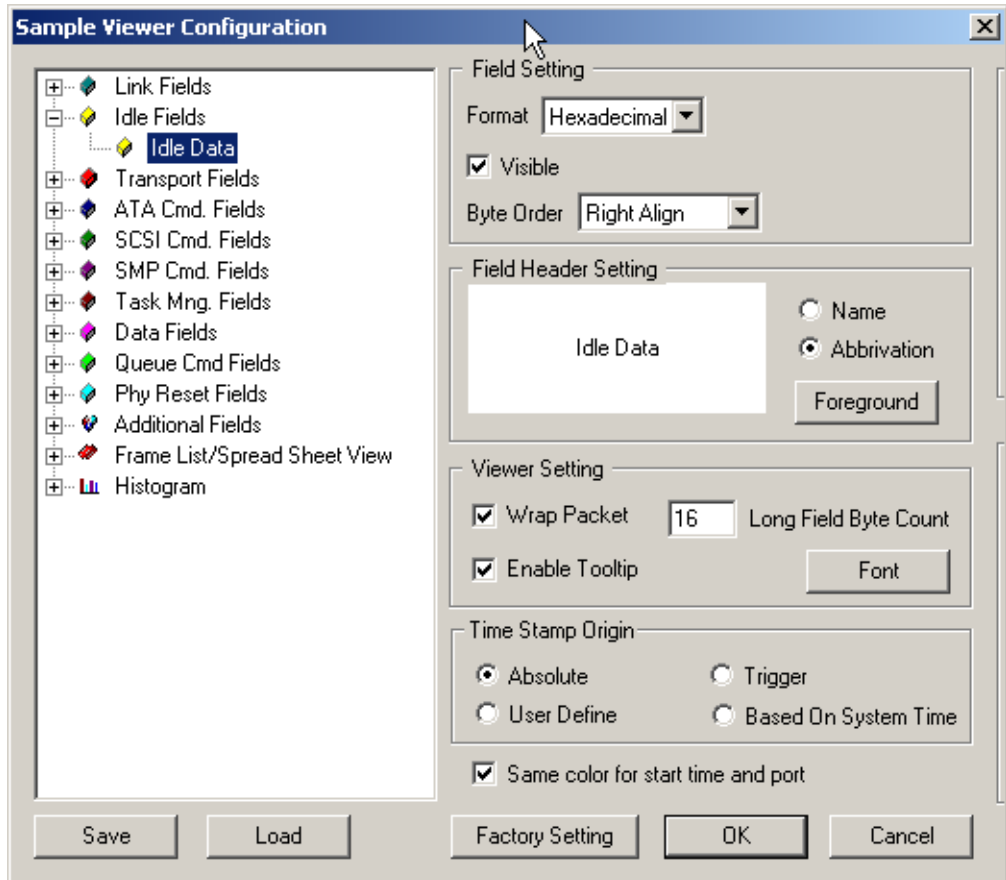 Sample Viewer Configuration
Link Fields
Idle Fields
Idle Data
Transport Fields
ATA Cmd. Fields
SCSI Cmd. Fields
SMP Cmd. Fields
Task Mng. Fields
Data Fields
Queue Cmd Fields
Phy Reset Fields
Additional Fields
Frame List/Spread Sheet View
Histogram
Save
Load
Field Setting
Format Hexadecimal
Visible
Byte Order Right Align
Field Header Setting
Idle Data
Name
Abbrivation
Foreground
Viewer Setting
Wrap Packet 16 Long Field Byte Count
Enable Tooltip Font
Time Stamp Origin
Absolute Trigger
User Define Based On System Time
Same color for start time and port
Factory Setting OK Cancel